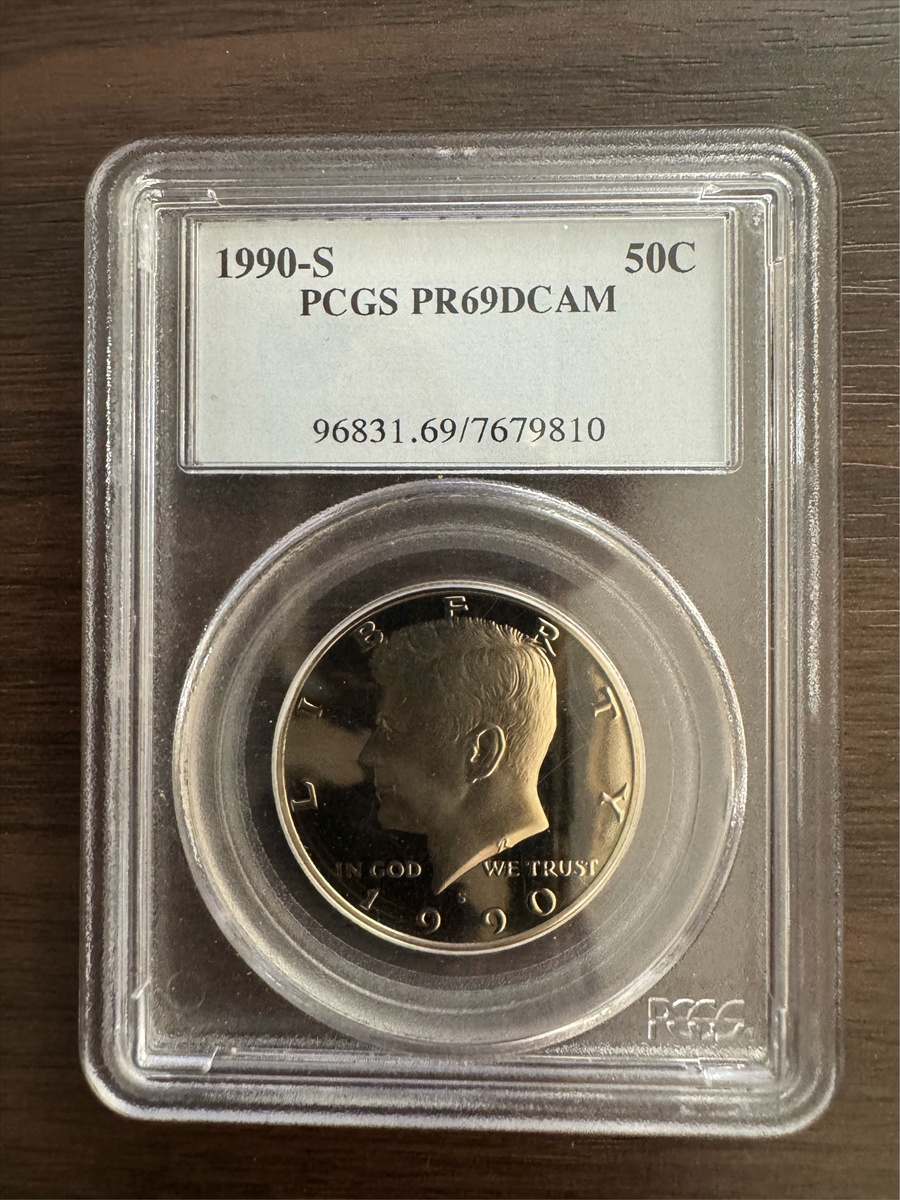 1990-S 50C
PCGS PR69DCAM
96831.69/7679810
LIBERTY
IN GOD WE TRUST
S
1990
PCGS